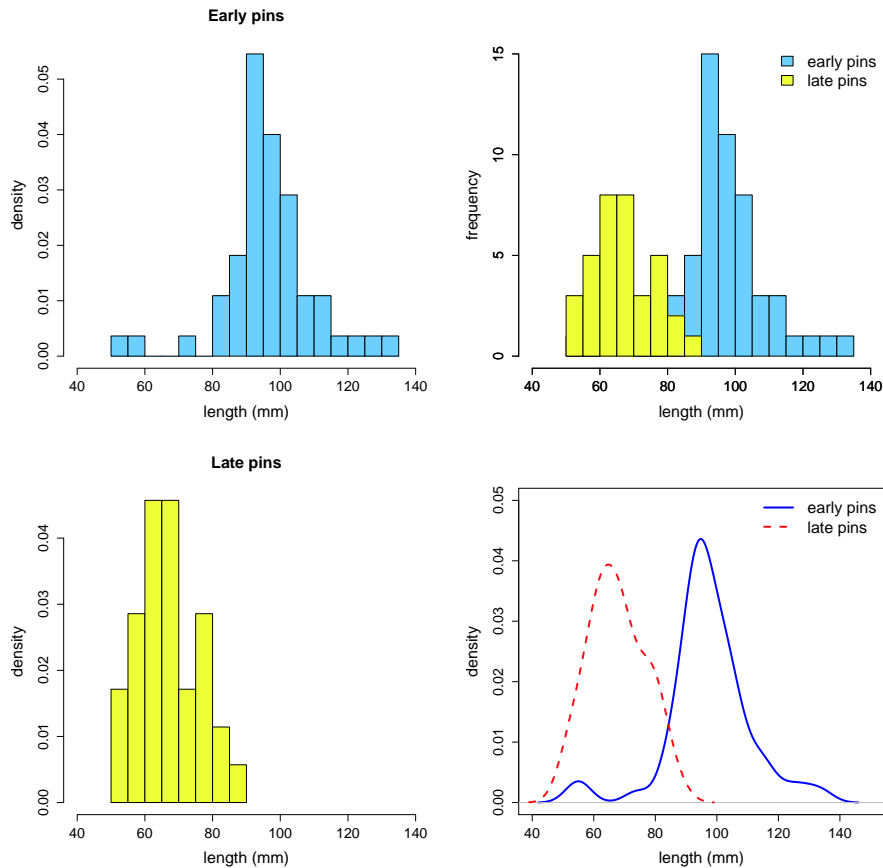 Early pins
density
0.00 0.01 0.02 0.03 0.04 0.05
40 60 80 100 120 140
length (mm)
early pins
late pins
frequency
0 5 10 15
40 60 80 100 120 140
length (mm)
Late pins
density
0.00 0.01 0.02 0.03 0.04
40 60 80 100 120 140
length (mm)
early pins
late pins
density
0.00 0.01 0.02 0.03 0.04 0.05
40 60 80 100 120 140
length (mm)